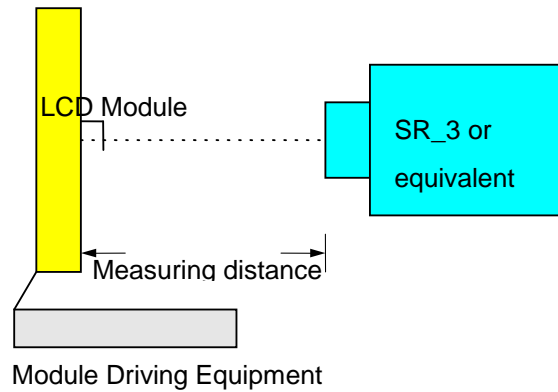 LCD Module
SR_3 or
equivalent
Measuring distance
Module Driving Equipment